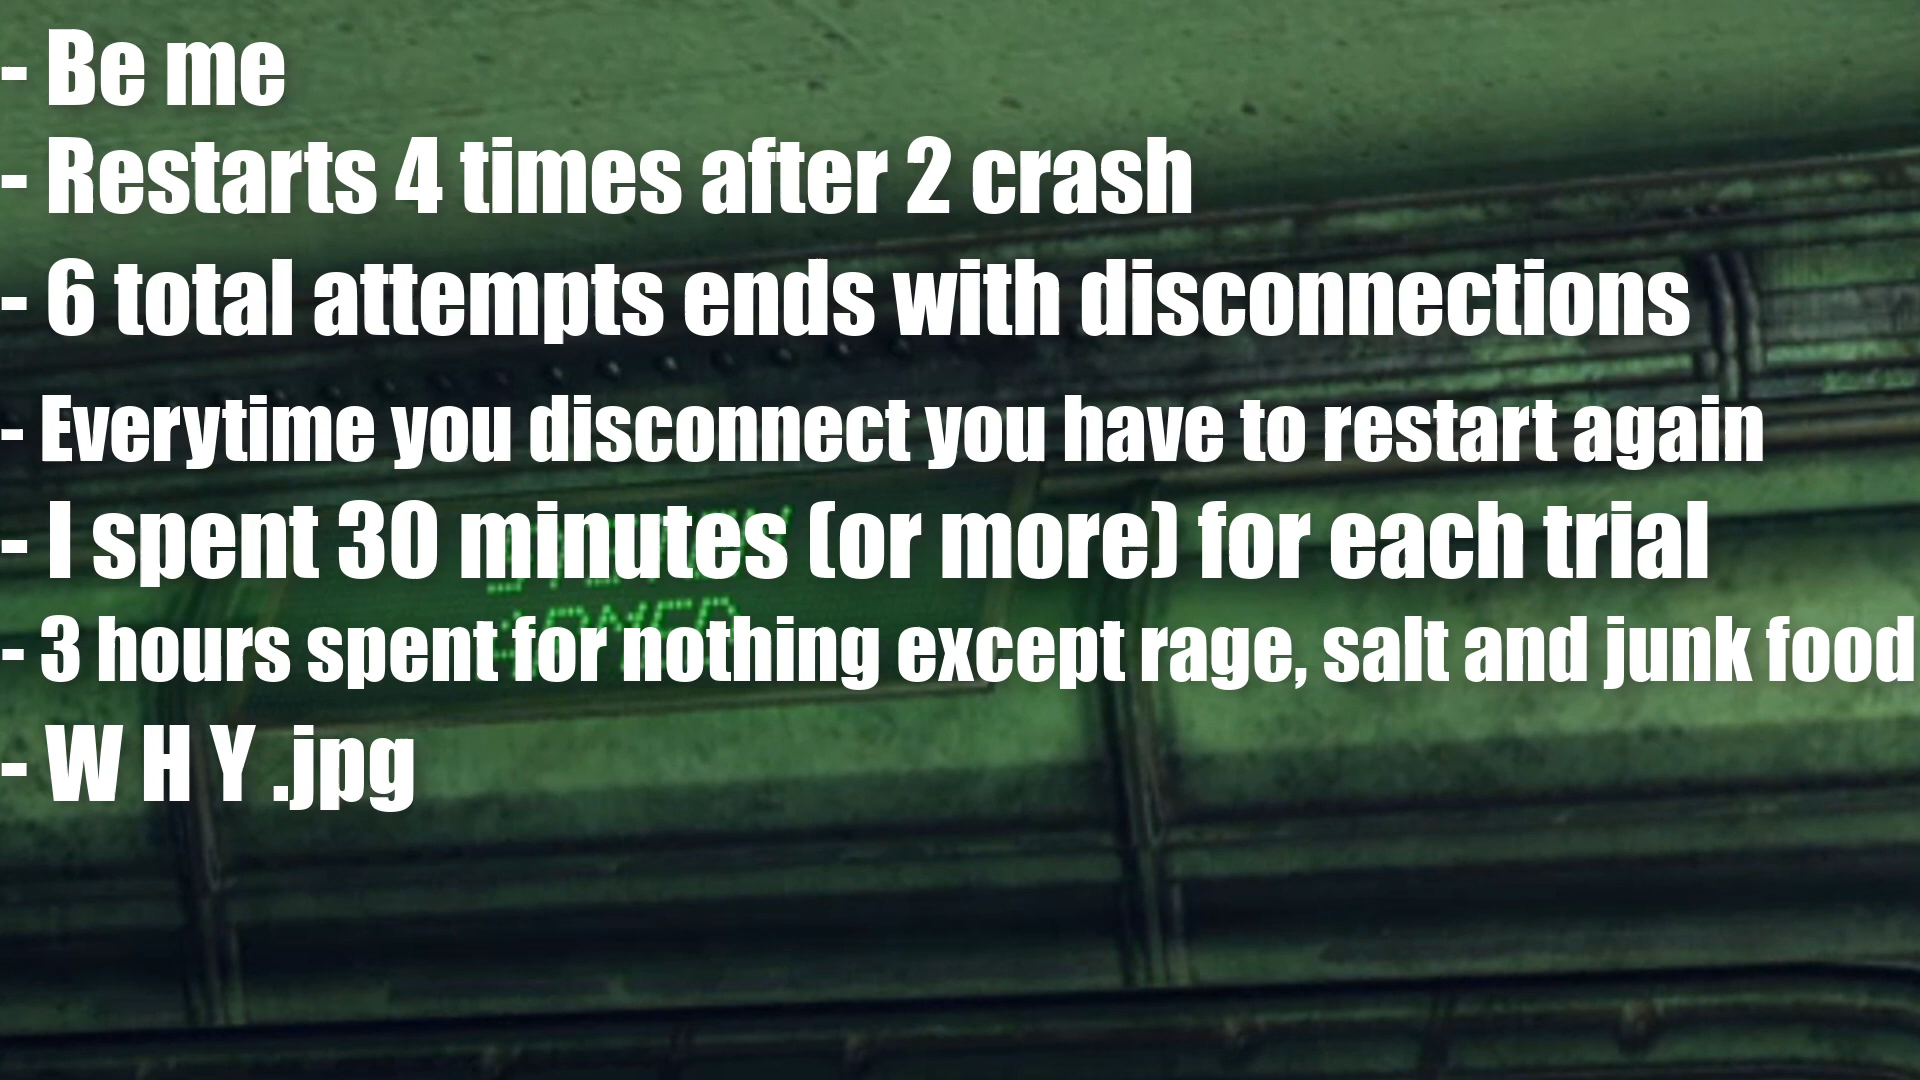 - Be me
- Restarts 4 times after 2 crash
- 6 total attempts ends with disconnections
- Everytime you disconnect you have to restart again
- I spent 30 minutes (or more) for each trial
- 3 hours spent for nothing except rage, salt and junk food
- W H Y .jpg